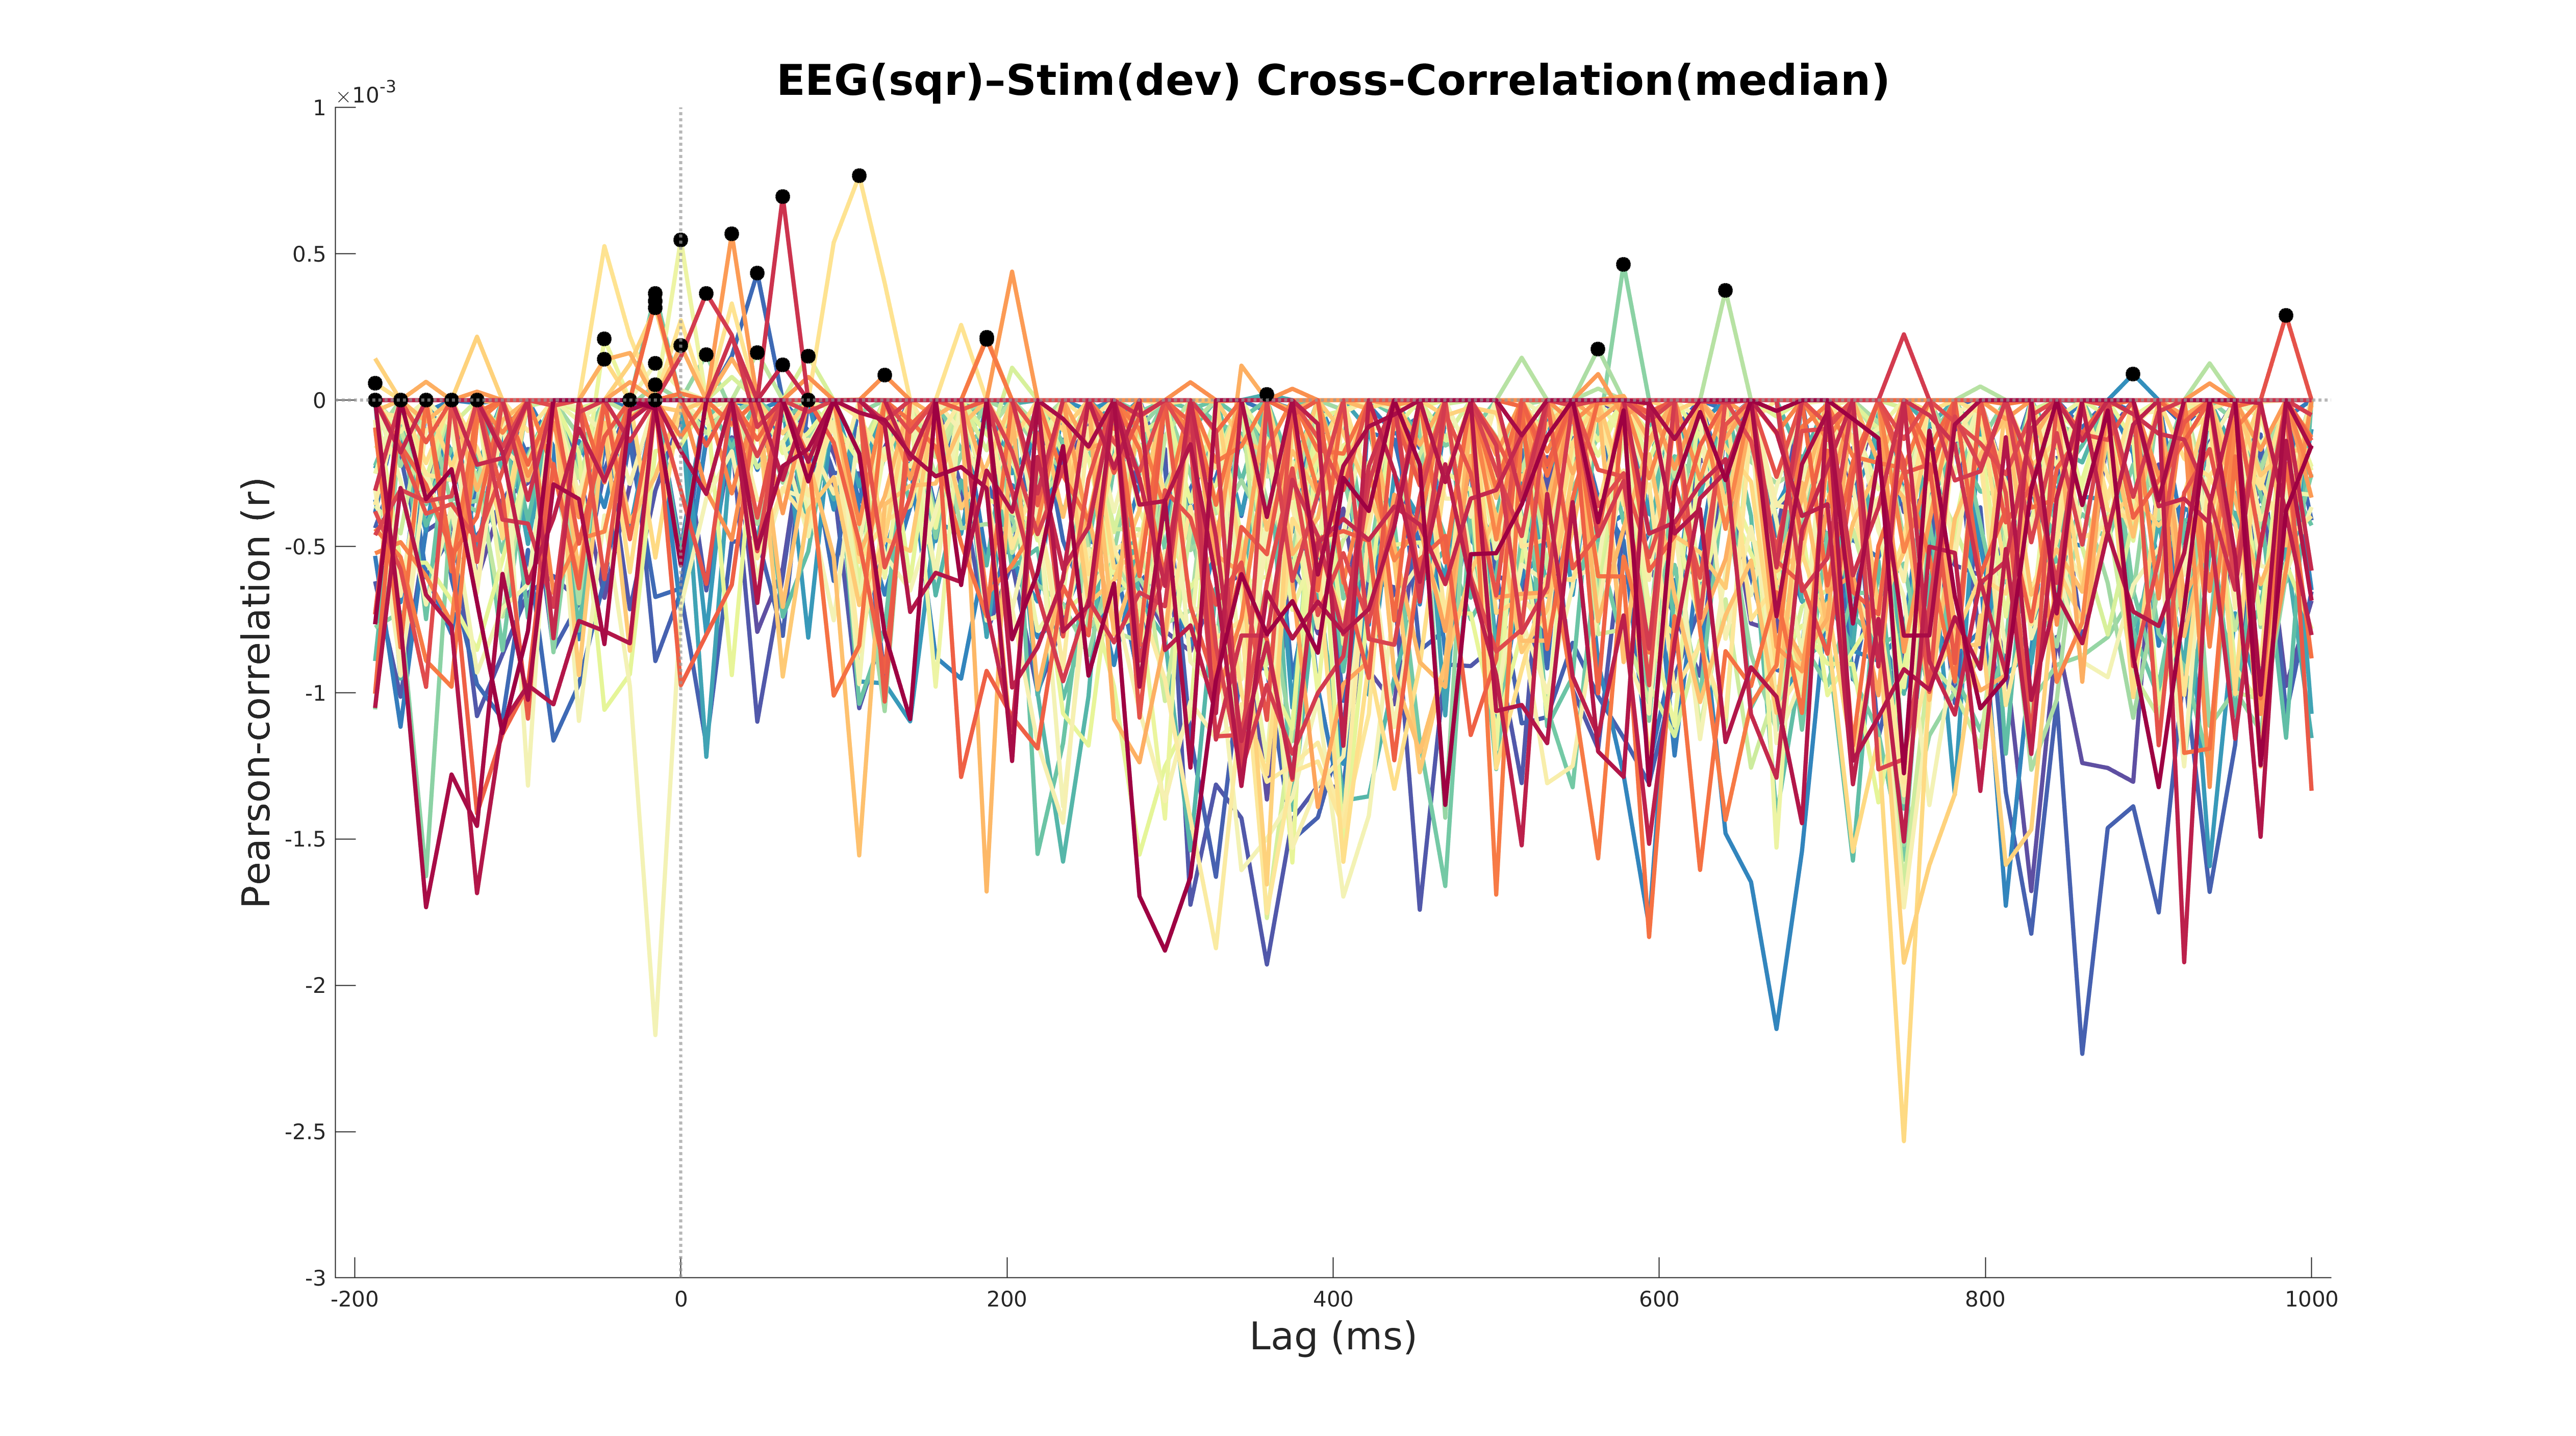 EEG(sqr)–Stim(dev) Cross-Correlation(median)
×10-3
1
0.5
0
-0.5
-1
-1.5
-2
-2.5
-3
Pearson-correlation (r)
-200 0 200 400 600 800 1000
Lag (ms)